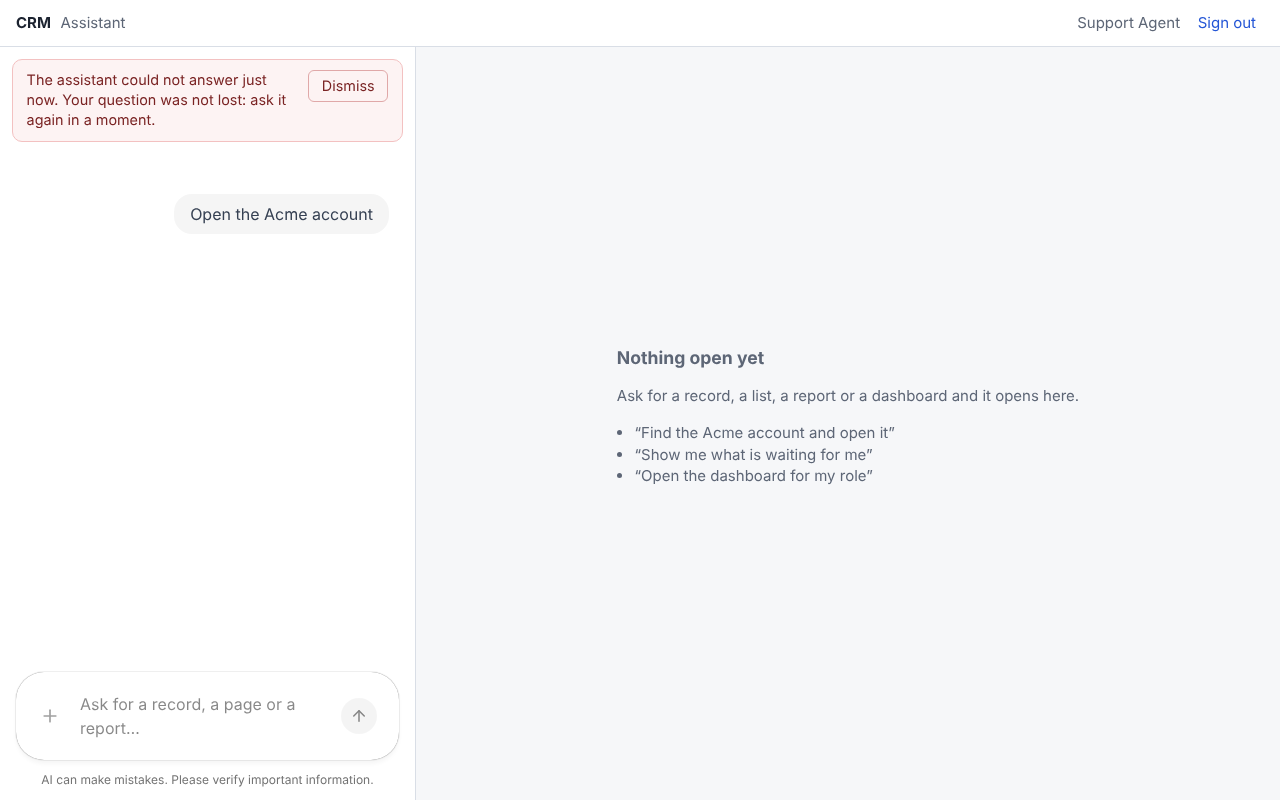 CRM Assistant
Support Agent
Sign out
The assistant could not answer just
now. Your question was not lost: ask it
again in a moment.
Dismiss
Open the Acme account
Nothing open yet
Ask for a record, a list, a report or a dashboard and it opens here.
• “Find the Acme account and open it”
• “Show me what is waiting for me”
• “Open the dashboard for my role”
Ask for a record, a page or a
report...
AI can make mistakes. Please verify important information.